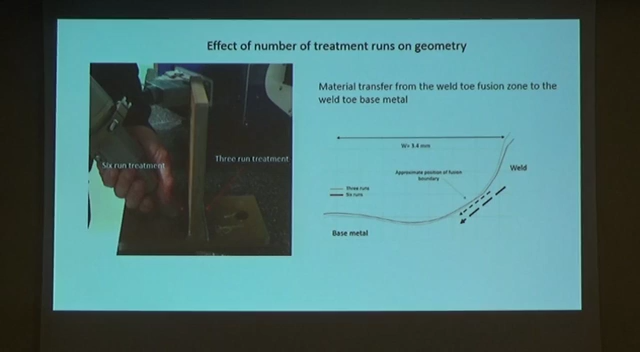 Effect of number of treatment runs on geometry
Six run treatment
Three run treatment
Material transfer from the weld toe fusion zone to the
weld toe base metal
W= 3.4 mm
Approximate position of fusion
boundary
Weld
Three runs
Six runs
Base metal